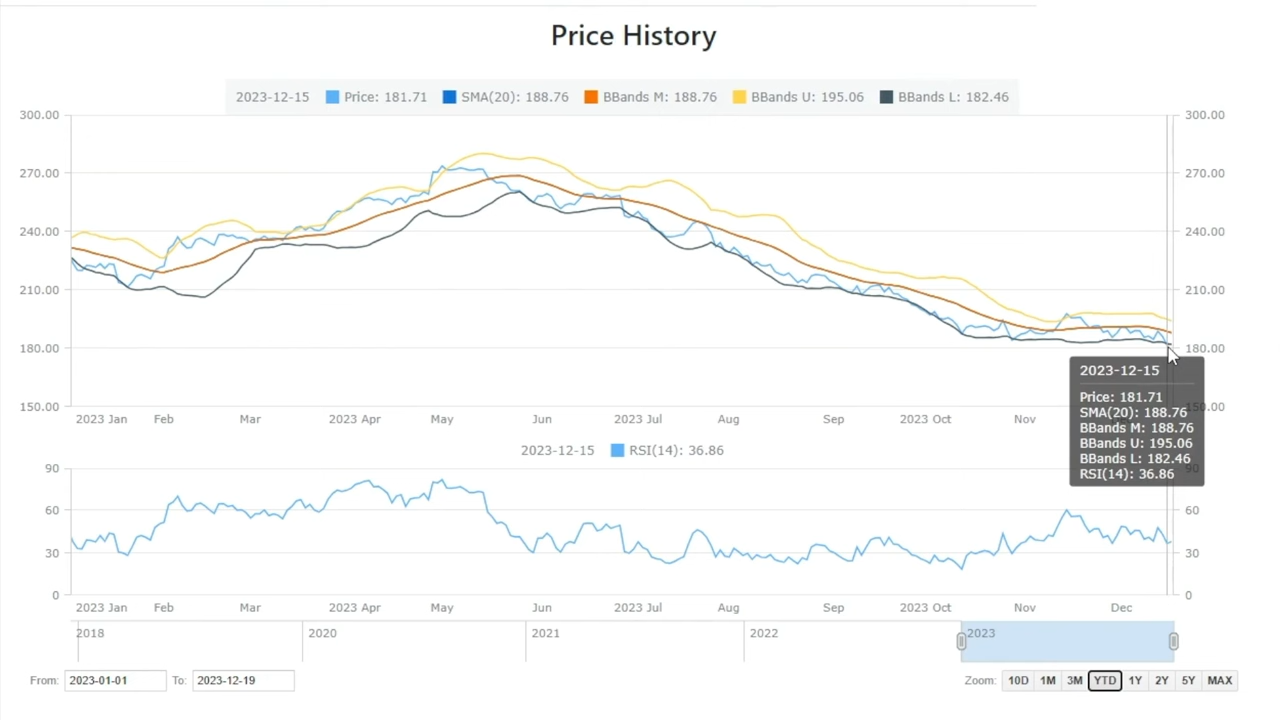 Price History
2023-12-15 Price: 181.71 SMA(20): 188.76 BBands M: 188.76 BBands U: 195.06 BBands L: 182.46
300.00 300.00
270.00 270.00
240.00 240.00
210.00 210.00
180.00 180.00
150.00 .00
2023 Jan Feb Mar 2023 Apr May Jun 2023 Jul Aug Sep 2023 Oct Nov
2023-12-15
Price: 181.71
SMA(20): 188.76
BBands M: 188.76
BBands U: 195.06
BBands L: 182.46
RSI(14): 36.86
2023-12-15 RSI(14): 36.86
90 90
60 60
30 30
0 0
2023 Jan Feb Mar 2023 Apr May Jun 2023 Jul Aug Sep 2023 Oct Nov Dec
2018 2020 2021 2022 2023
From: 2023-01-01 To: 2023-12-19 Zoom: 10D 1M 3M YTD 1Y 2Y 5Y MAX